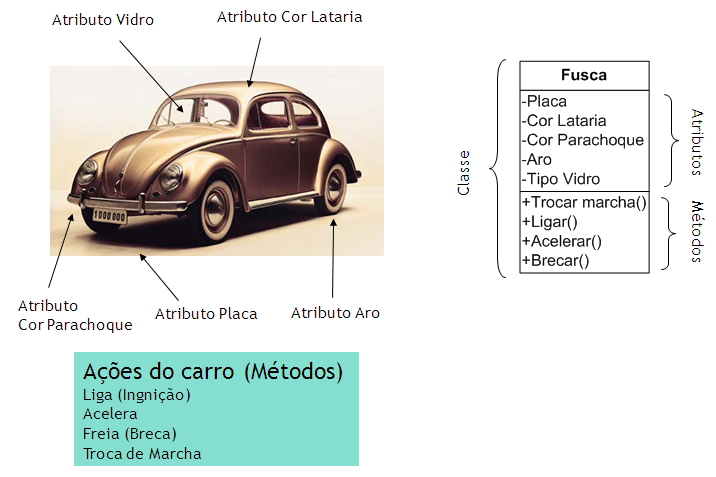 Atributo Vidro
Atributo Cor Lataria
1000000
Atributo
Cor Parachoque
Atributo Placa
Atributo Aro
Ações do carro (Métodos)
Liga (Ingnição)
Acelera
Freia (Breca)
Troca de Marcha
Classe
Fusca
-Placa
-Cor Lataria
-Cor Parachoque
-Aro
-Tipo Vidro
+Trocar marcha()
+Ligar()
+Acelerar()
+Brecar()
Atributos
Métodos